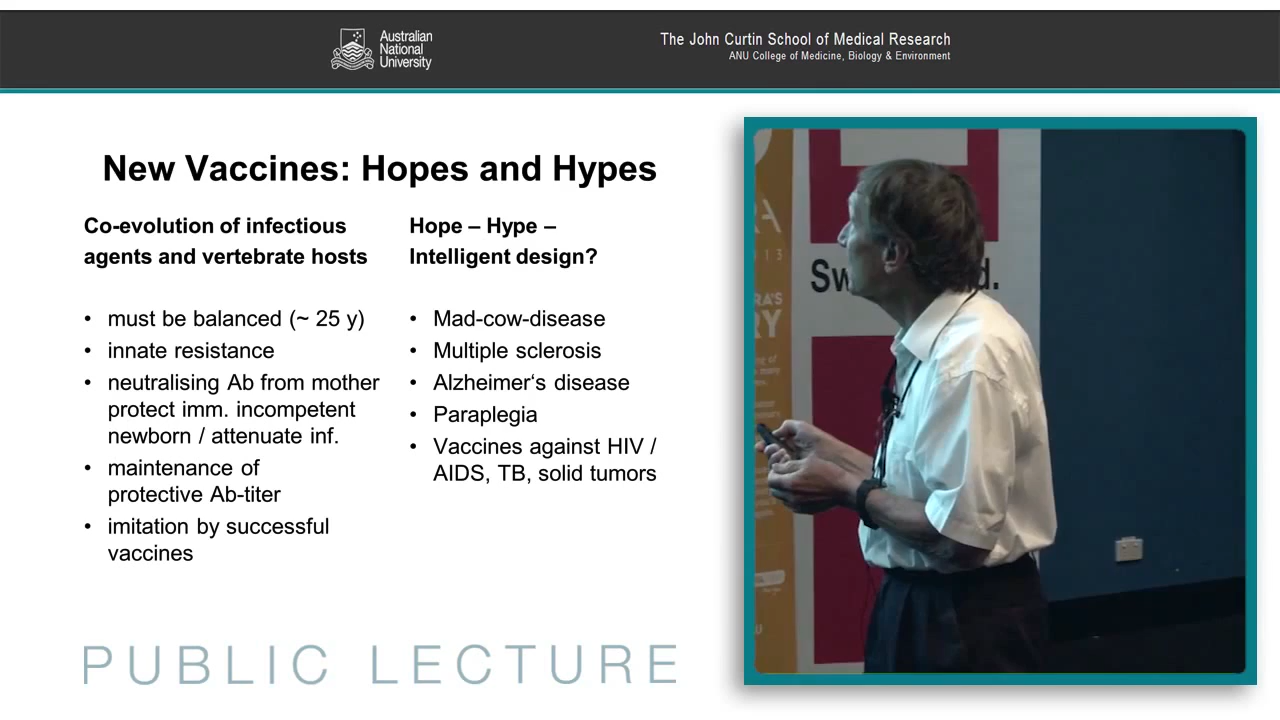 Australian
National
University
The John Curtin School of Medical Research
ANU College of Medicine, Biology & Environment
New Vaccines: Hopes and Hypes
Co-evolution of infectious
agents and vertebrate hosts
• must be balanced (~ 25 y)
• innate resistance
• neutralising Ab from mother
protect imm. incompetent
newborn / attenuate inf.
• maintenance of
protective Ab-titer
• imitation by successful
vaccines
Hope – Hype –
Intelligent design?
• Mad-cow-disease
• Multiple sclerosis
• Alzheimer‘s disease
• Paraplegia
• Vaccines against HIV /
AIDS, TB, solid tumors
PUBLIC LECTURE